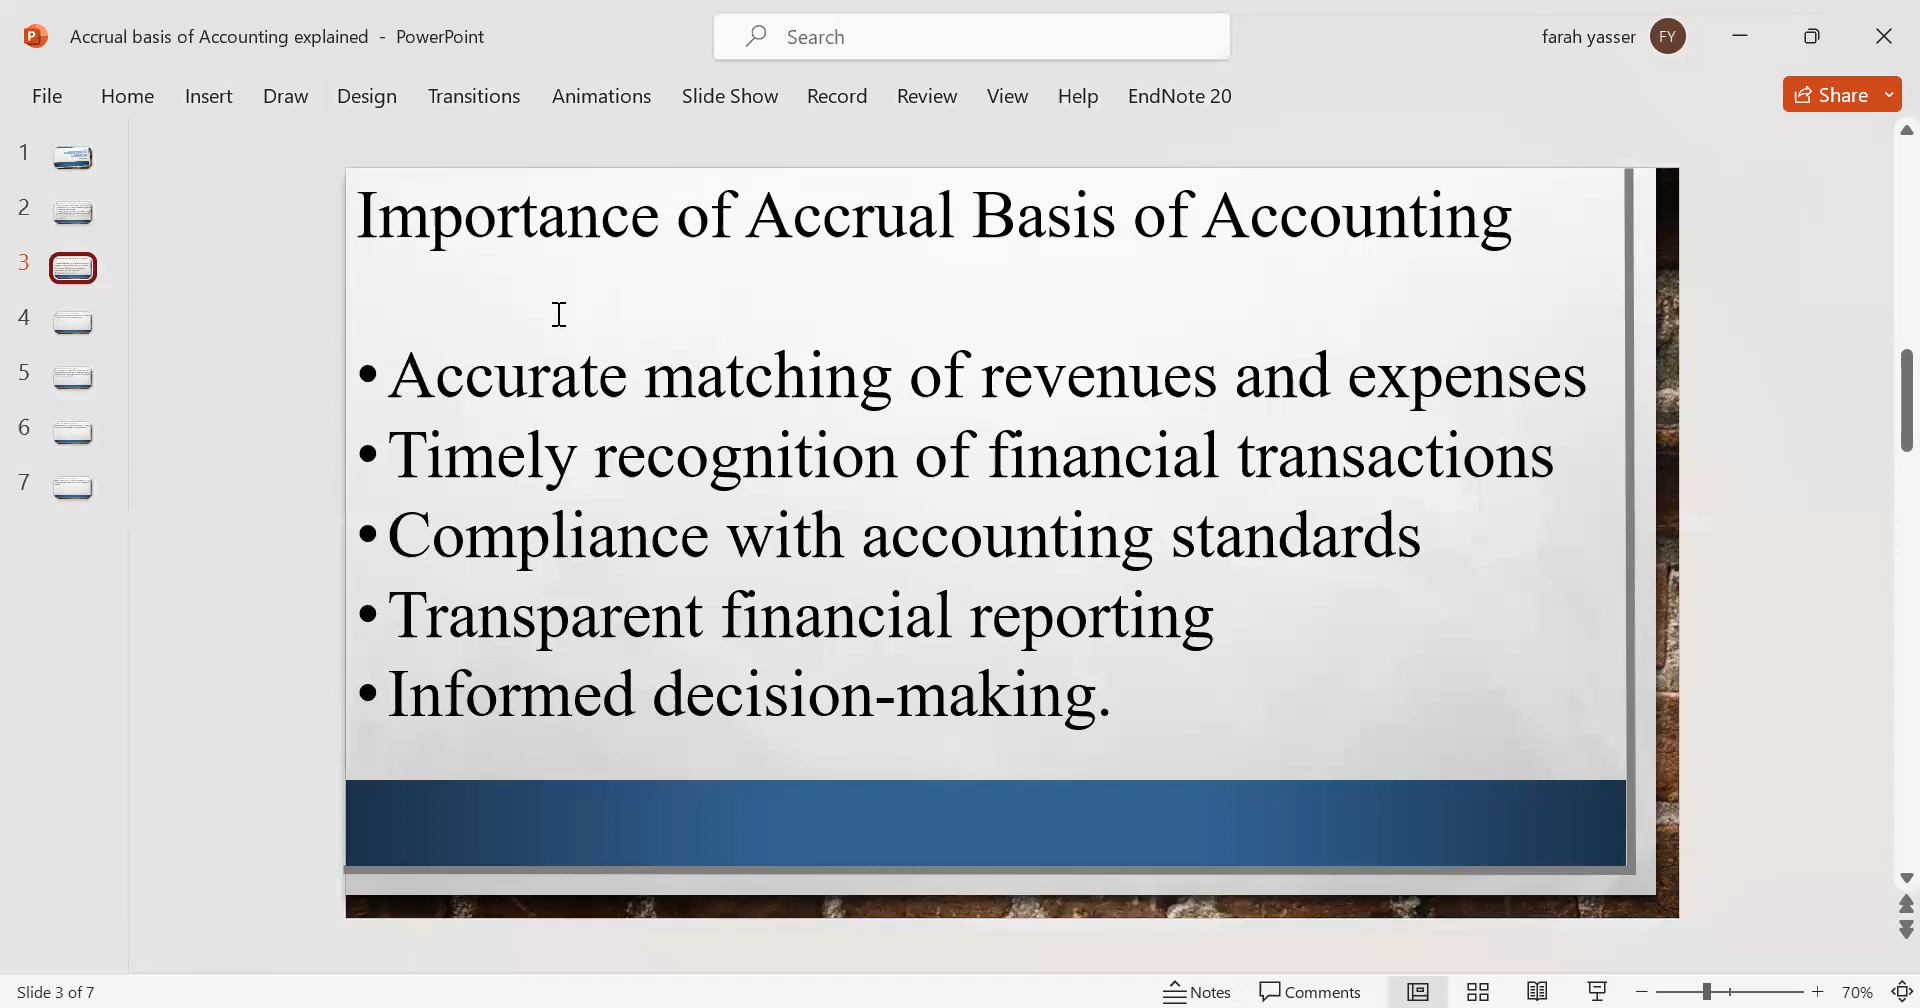 Accrual basis of Accounting explained - PowerPoint
Search
farah yasser
FY
File Home Insert Draw Design Transitions Animations Slide Show Record Review View Help EndNote 20
Share
1
2
3
4
5
6
7
Importance of Accrual Basis of Accounting
• Accurate matching of revenues and expenses
• Timely recognition of financial transactions
• Compliance with accounting standards
• Transparent financial reporting
• Informed decision-making.
Slide 3 of 7
Notes
Comments
70%